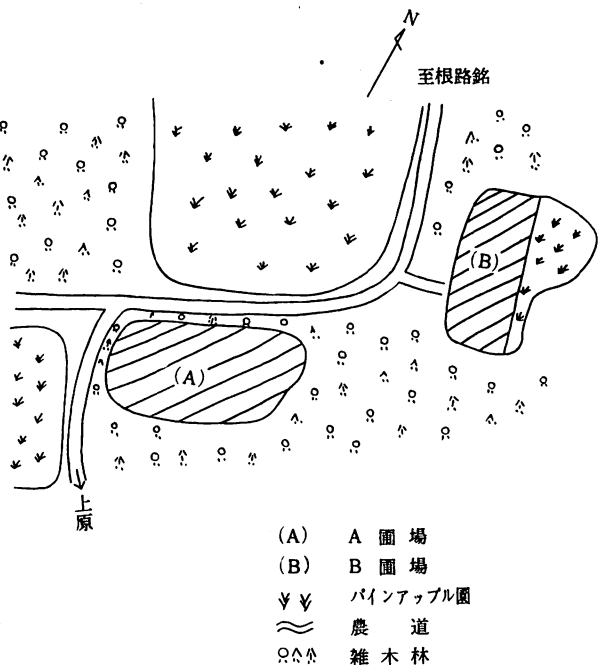 N
至根路銘
(B)
(A)
上原
(A) A 圃 場
(B) B 圃 場
パインアップル園
農 道
雑 木 林